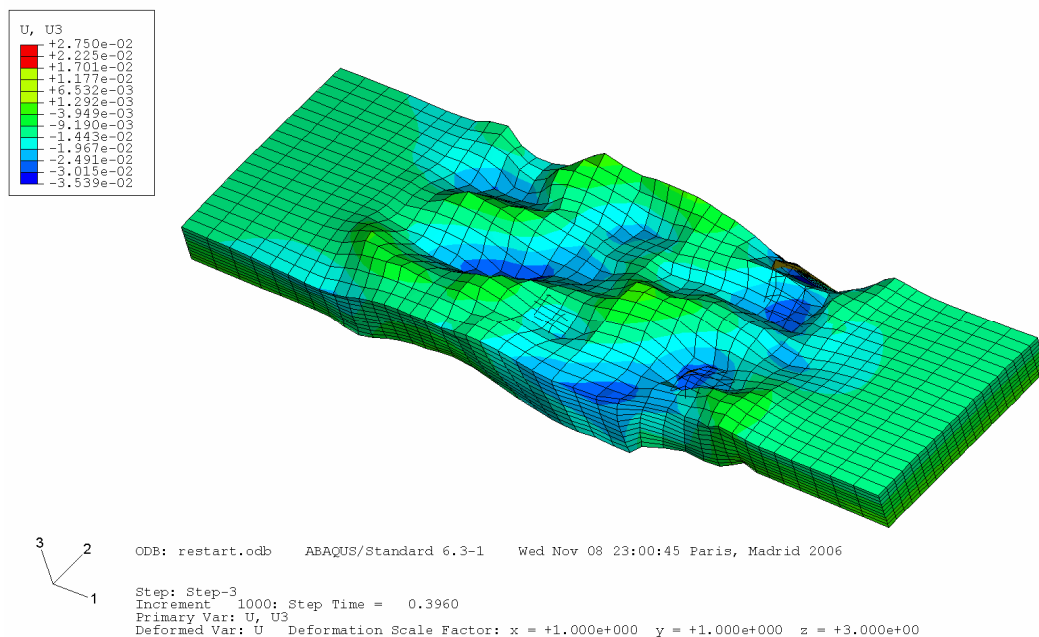 U, U3
+2.750e-02
+2.225e-02
+1.701e-02
+1.177e-02
+6.532e-03
+1.292e-03
-3.949e-03
-9.190e-03
-1.443e-02
-1.967e-02
-2.491e-02
-3.015e-02
-3.539e-02
3
2
1
ODB: restart.odb ABAQUS/Standard 6.3-1 Wed Nov 08 23:00:45 Paris, Madrid 2006
Step: Step-3
Increment 1000: Step Time = 0.3960
Primary Var: U, U3
Deformed Var: U Deformation Scale Factor: x = +1.000e+000 y = +1.000e+000 z = +3.000e+00